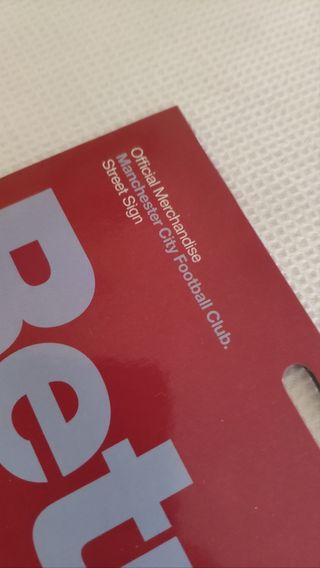 Official Merchandise
Manchester City Football Club.
Street Sign
Bet